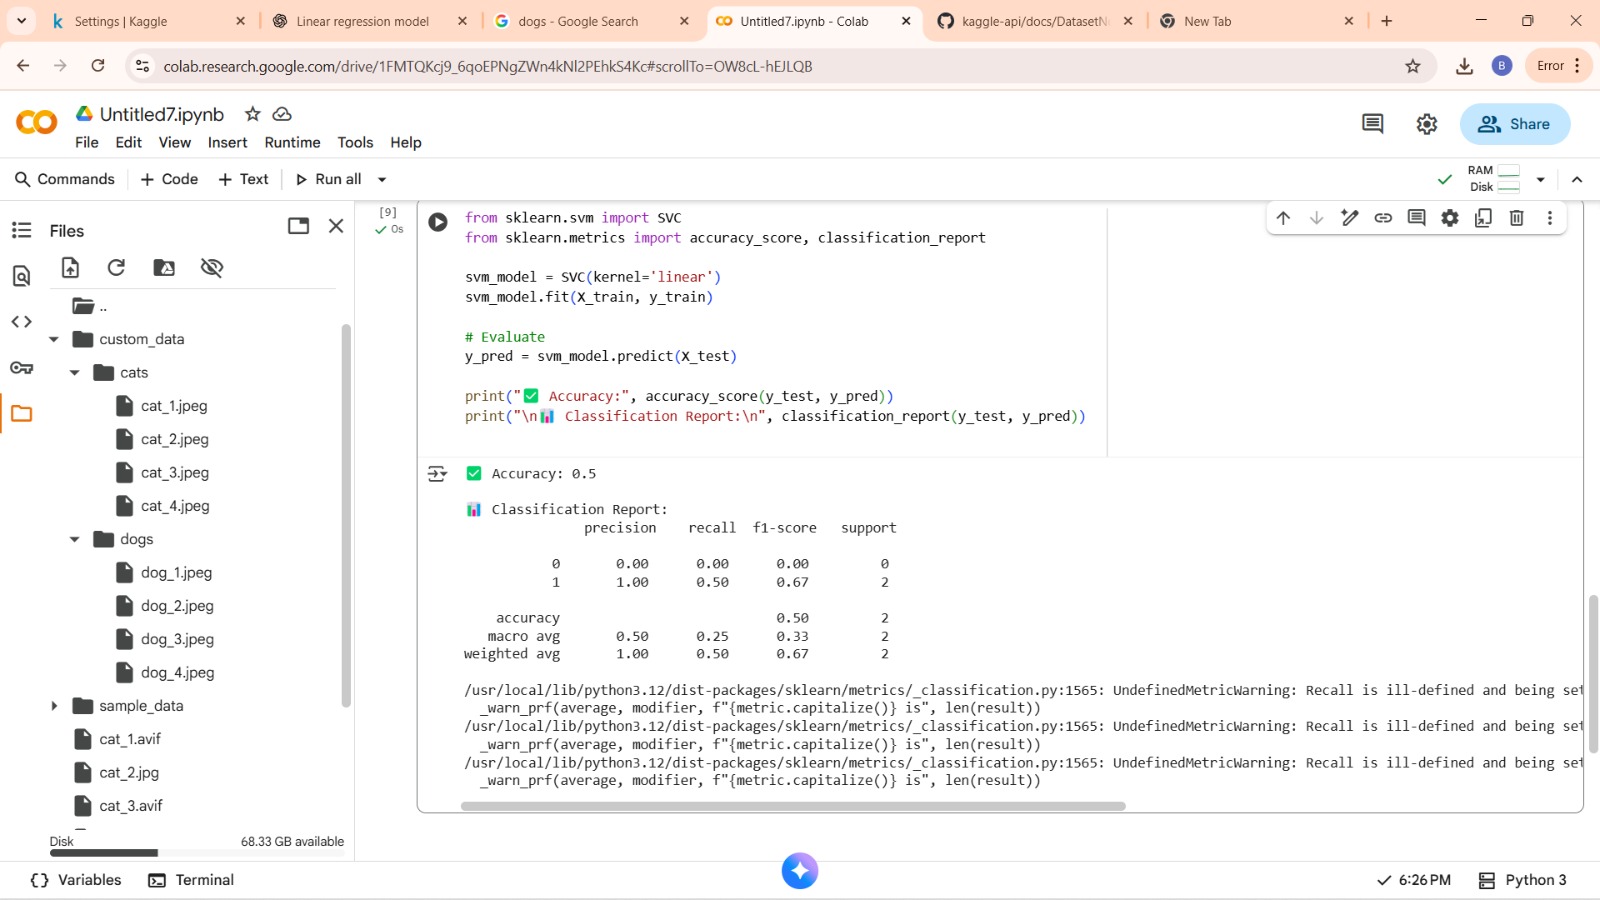 Settings | Kaggle
Linear regression model
dogs - Google Search
Untitled7.ipynb - Colab
kaggle-api/docs/DatasetN
New Tab
colab.research.google.com/drive/1FMTQKcj9_6qoEPNgZWn4kNl2PEhkS4Kc#scrollTo=OW8cL-hEJLQB
B
Error
Untitled7.ipynb
File Edit View Insert Runtime Tools Help
Share
Commands + Code + Text Run all
RAM
Disk
Files
..
custom_data
cats
cat_1.jpeg
cat_2.jpeg
cat_3.jpeg
cat_4.jpeg
dogs
dog_1.jpeg
dog_2.jpeg
dog_3.jpeg
dog_4.jpeg
sample_data
cat_1.avif
cat_2.jpg
cat_3.avif
Disk 68.33 GB available
[9]
0s
from sklearn.svm import SVC
from sklearn.metrics import accuracy_score, classification_report
svm_model = SVC(kernel='linear')
svm_model.fit(X_train, y_train)
# Evaluate
y_pred = svm_model.predict(X_test)
print("✅ Accuracy:", accuracy_score(y_test, y_pred))
print("\n📊 Classification Report:\n", classification_report(y_test, y_pred))
✅ Accuracy: 0.5
📊 Classification Report:
precision recall f1-score support
0 0.00 0.00 0.00 0
1 1.00 0.50 0.67 2
accuracy 0.50 2
macro avg 0.50 0.25 0.33 2
weighted avg 1.00 0.50 0.67 2
/usr/local/lib/python3.12/dist-packages/sklearn/metrics/_classification.py:1565: UndefinedMetricWarning: Recall is ill-defined and being set
_warn_prf(average, modifier, f"{metric.capitalize()} is", len(result))
/usr/local/lib/python3.12/dist-packages/sklearn/metrics/_classification.py:1565: UndefinedMetricWarning: Recall is ill-defined and being set
_warn_prf(average, modifier, f"{metric.capitalize()} is", len(result))
/usr/local/lib/python3.12/dist-packages/sklearn/metrics/_classification.py:1565: UndefinedMetricWarning: Recall is ill-defined and being set
_warn_prf(average, modifier, f"{metric.capitalize()} is", len(result))
{} Variables Terminal
6:26 PM Python 3